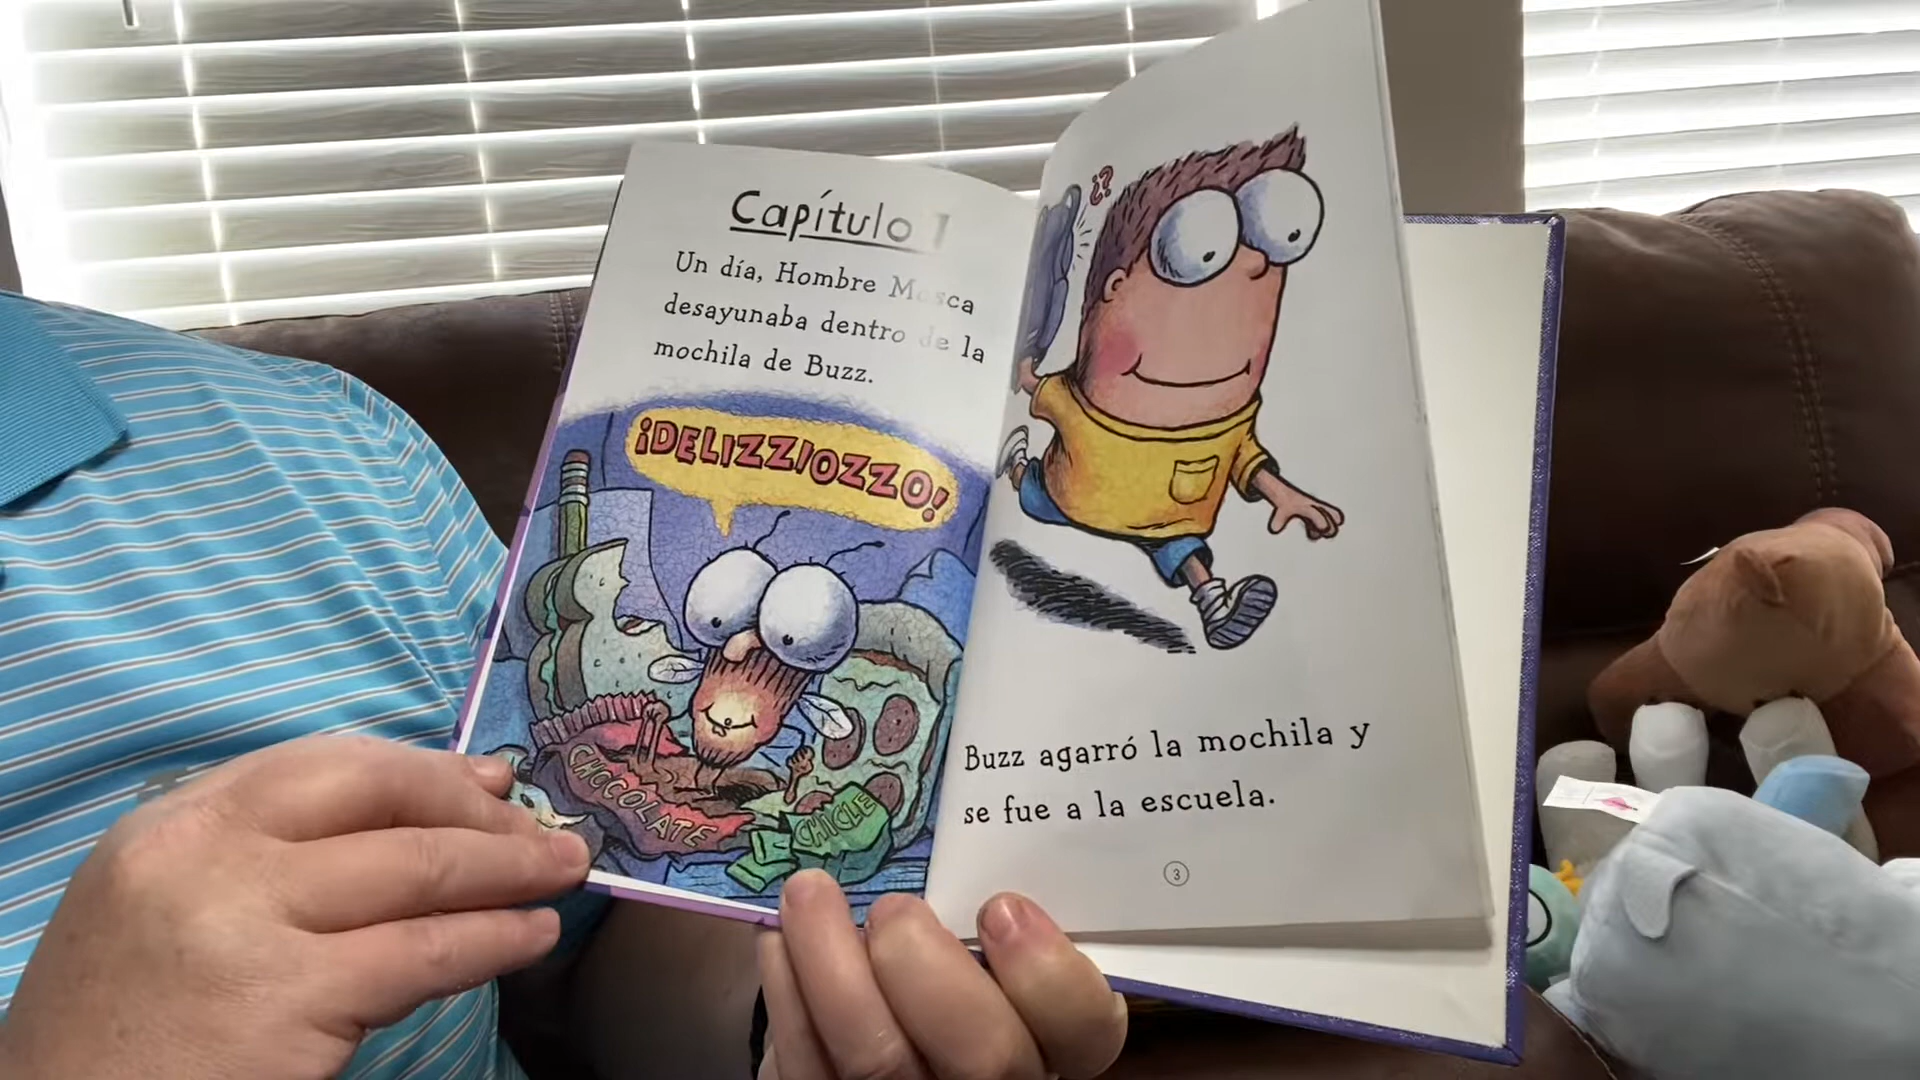 Capítulo 1
Un día, Hombre Mosca
desayunaba dentro de la
mochila de Buzz.
¡DELIZZIOZZO!
CHOCOLATE
CHICLE
¿?
Buzz agarró la mochila y
se fue a la escuela.
3